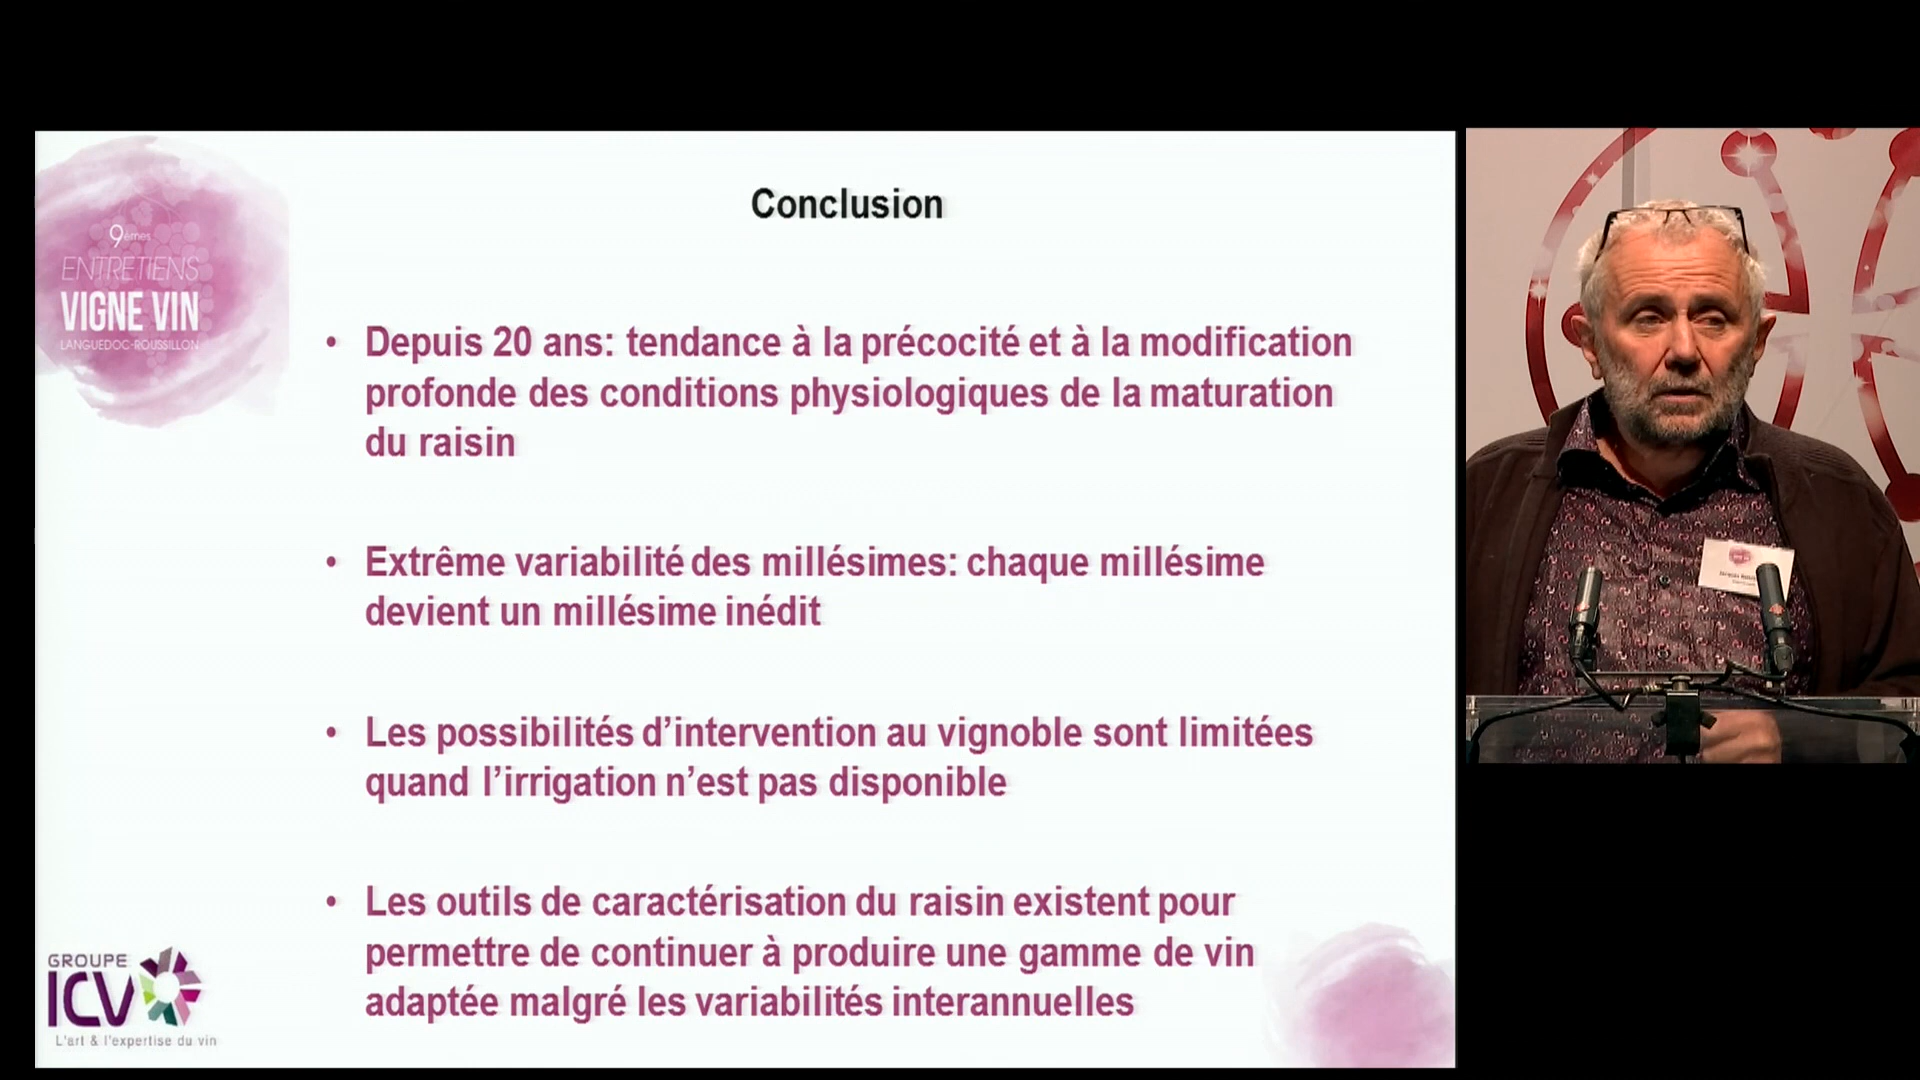 Conclusion
9èmes
ENTRETIENS
VIGNE VIN
LANGUEDOC-ROUSSILLON
• Depuis 20 ans: tendance à la précocité et à la modification
profonde des conditions physiologiques de la maturation
du raisin
• Extrême variabilité des millésimes: chaque millésime
devient un millésime inédit
• Les possibilités d’intervention au vignoble sont limitées
quand l’irrigation n’est pas disponible
• Les outils de caractérisation du raisin existent pour
permettre de continuer à produire une gamme de vin
adaptée malgré les variabilités interannuelles
GROUPE
ICV
L'art & l'expertise du vin
Jacques